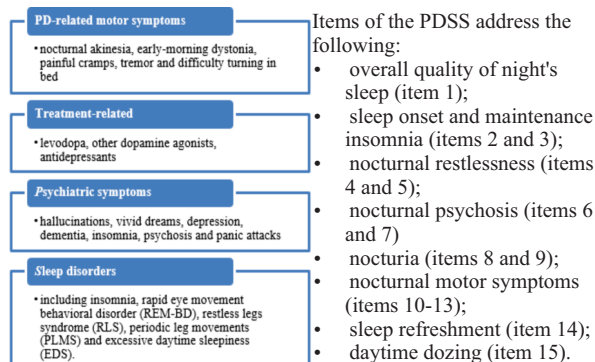 PD-related motor symptoms
• nocturnal akinesia, early-morning dystonia,
painful cramps, tremor and difficulty turning in
bed
Treatment-related
• levodopa, other dopamine agonists,
antidepressants
Psychiatric symptoms
• hallucinations, vivid dreams, depression,
dementia, insomnia, psychosis and panic attacks
Sleep disorders
• including insomnia, rapid eye movement
behavioral disorder (REM-BD), restless legs
syndrome (RLS), periodic leg movements
(PLMS) and excessive daytime sleepiness
(EDS).
Items of the PDSS address the
following:
• overall quality of night's
sleep (item 1);
• sleep onset and maintenance
insomnia (items 2 and 3);
• nocturnal restlessness (items
4 and 5);
• nocturnal psychosis (items 6
and 7)
• nocturia (items 8 and 9);
• nocturnal motor symptoms
(items 10-13);
• sleep refreshment (item 14);
• daytime dozing (item 15).